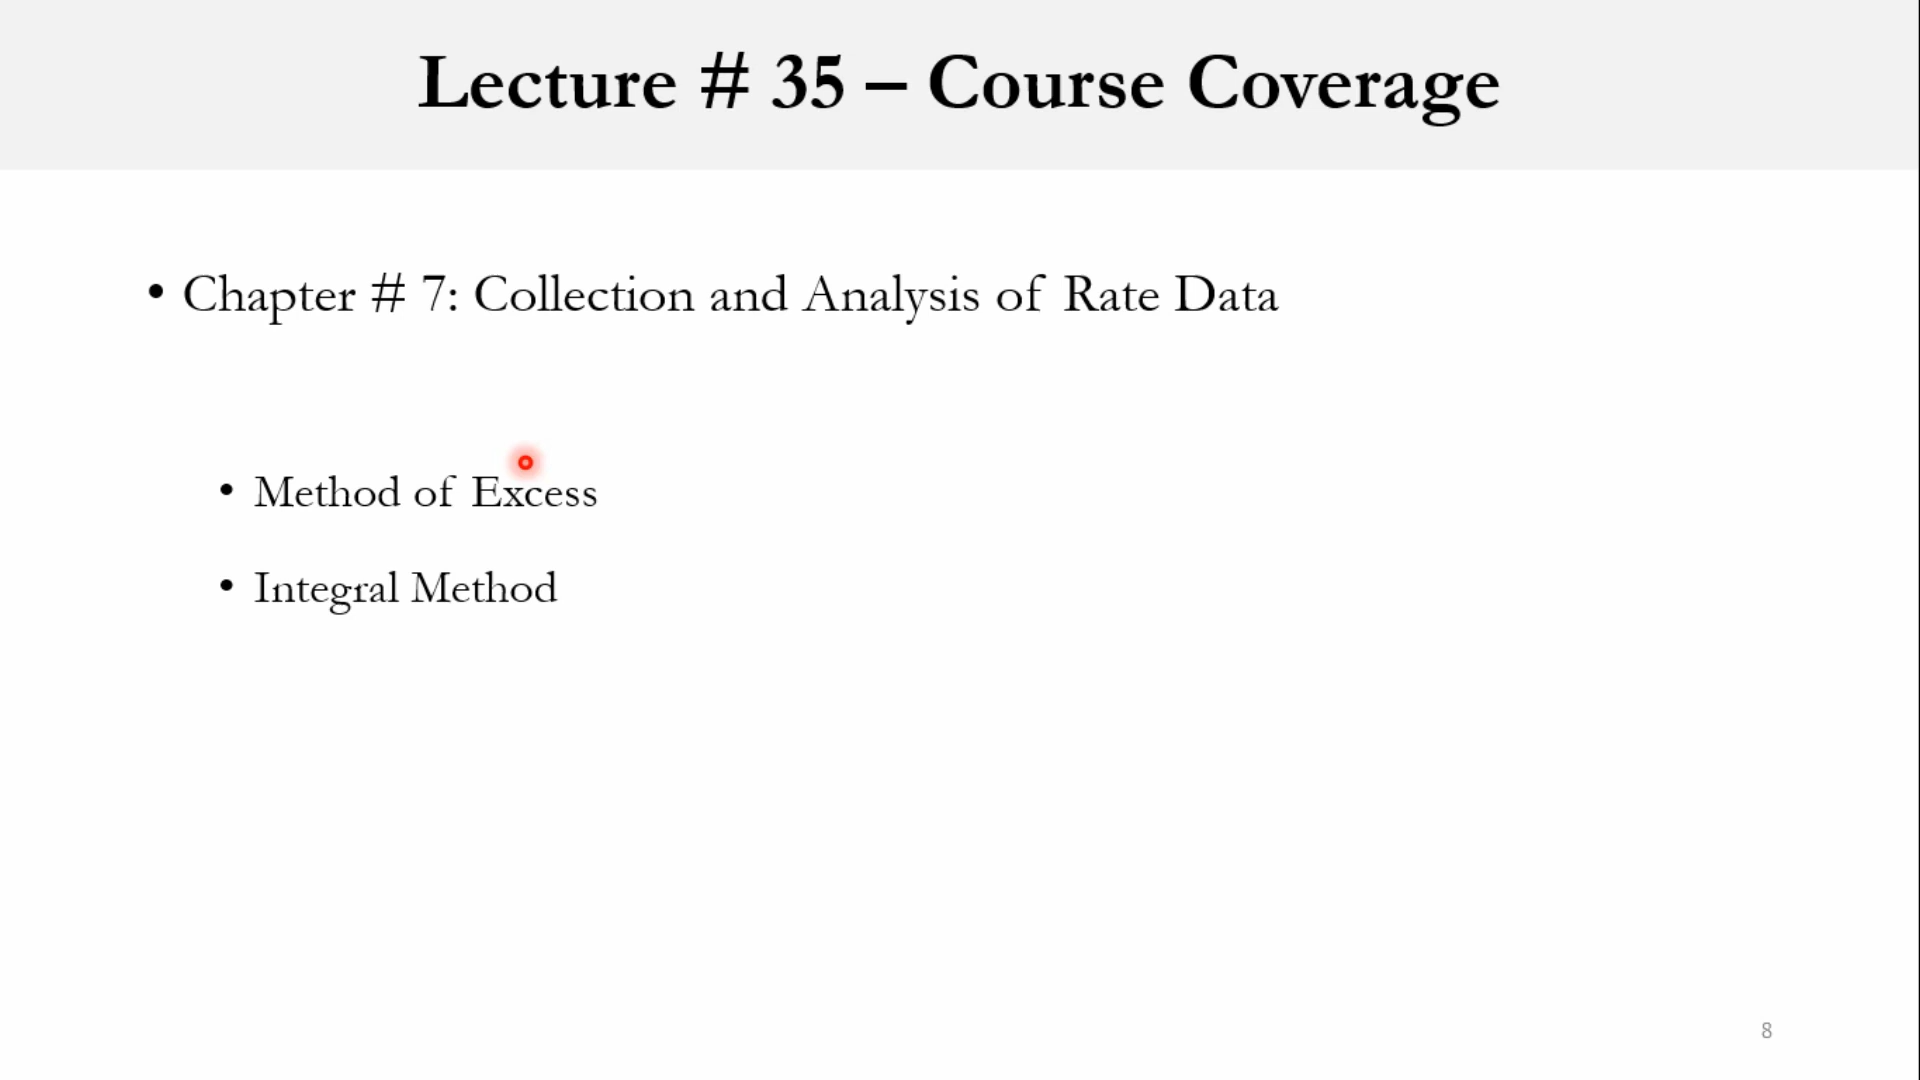 Lecture # 35 – Course Coverage
• Chapter # 7: Collection and Analysis of Rate Data
• Method of Excess
• Integral Method
8